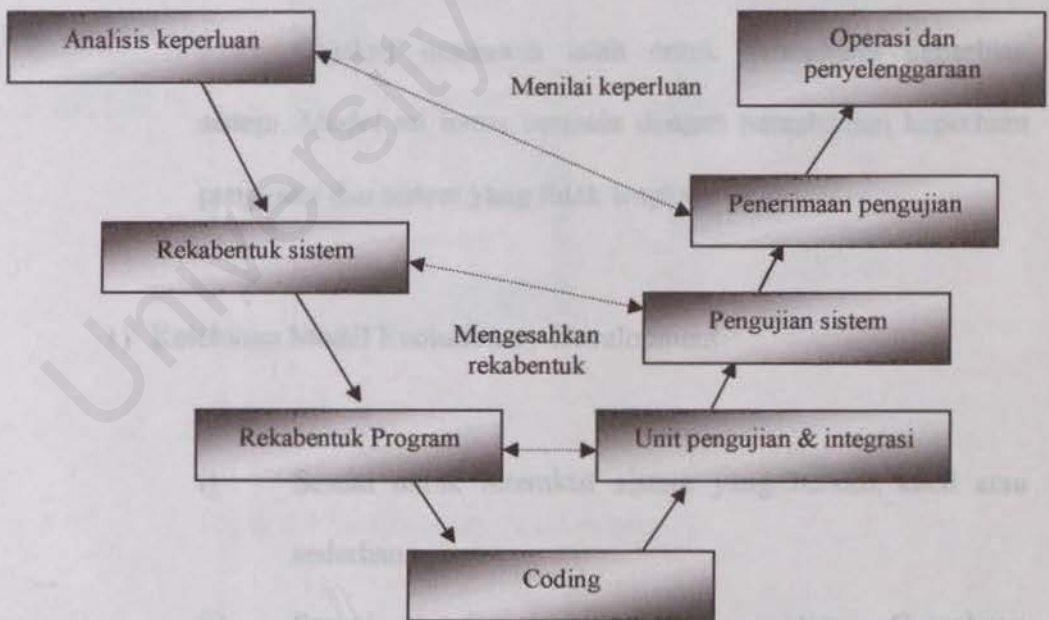 Analisis keperluan
Operasi dan
penyelenggaraan
Menilai keperluan
Penerimaan pengujian
Rekabentuk sistem
Pengujian sistem
Mengesahkan
rekabentuk
Rekabentuk Program
Unit pengujian & integrasi
Coding
University